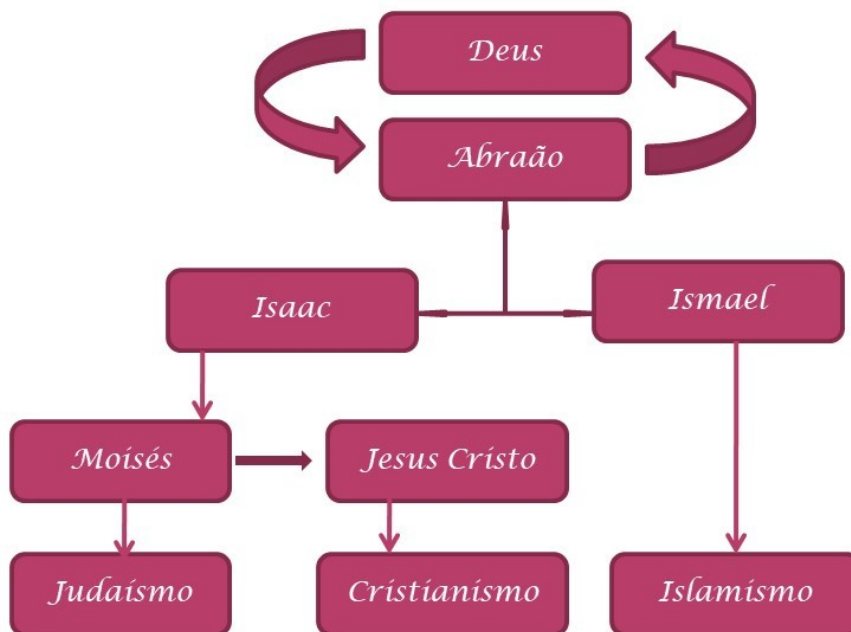 Deus
Abraão
Isaac
Ismael
Moisés
Jesus Cristo
Judaísmo
Cristianismo
Islamismo